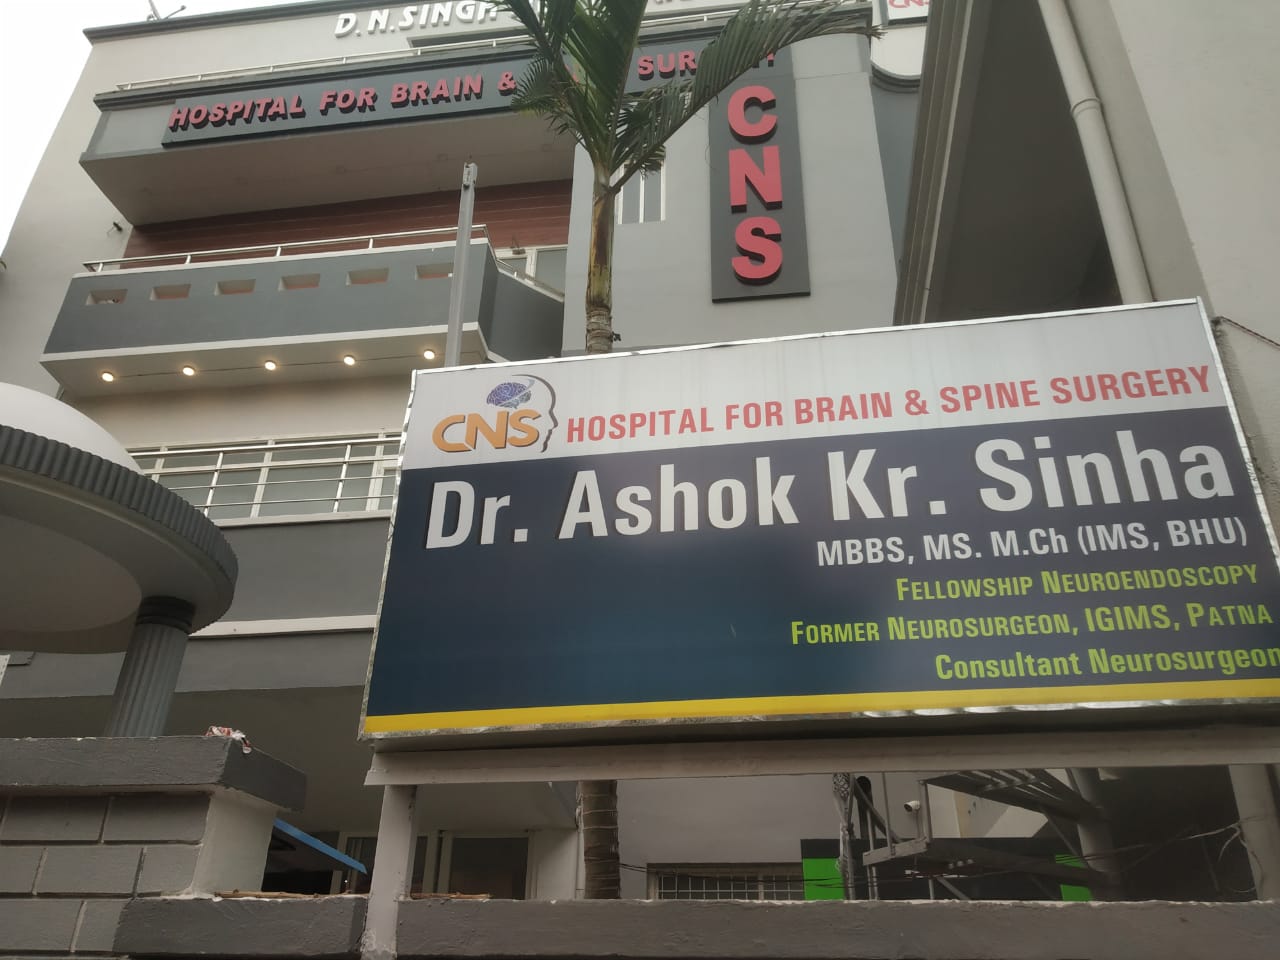 D.N.SINGH
HOSPITAL FOR BRAIN & SURGERY
CNS
CNS HOSPITAL FOR BRAIN & SPINE SURGERY
Dr. Ashok Kr. Sinha
MBBS, MS. M.Ch (IMS, BHU)
FELLOWSHIP NEUROENDOSCOPY
FORMER NEUROSURGEON, IGIMS, PATNA
Consultant Neurosurgeon